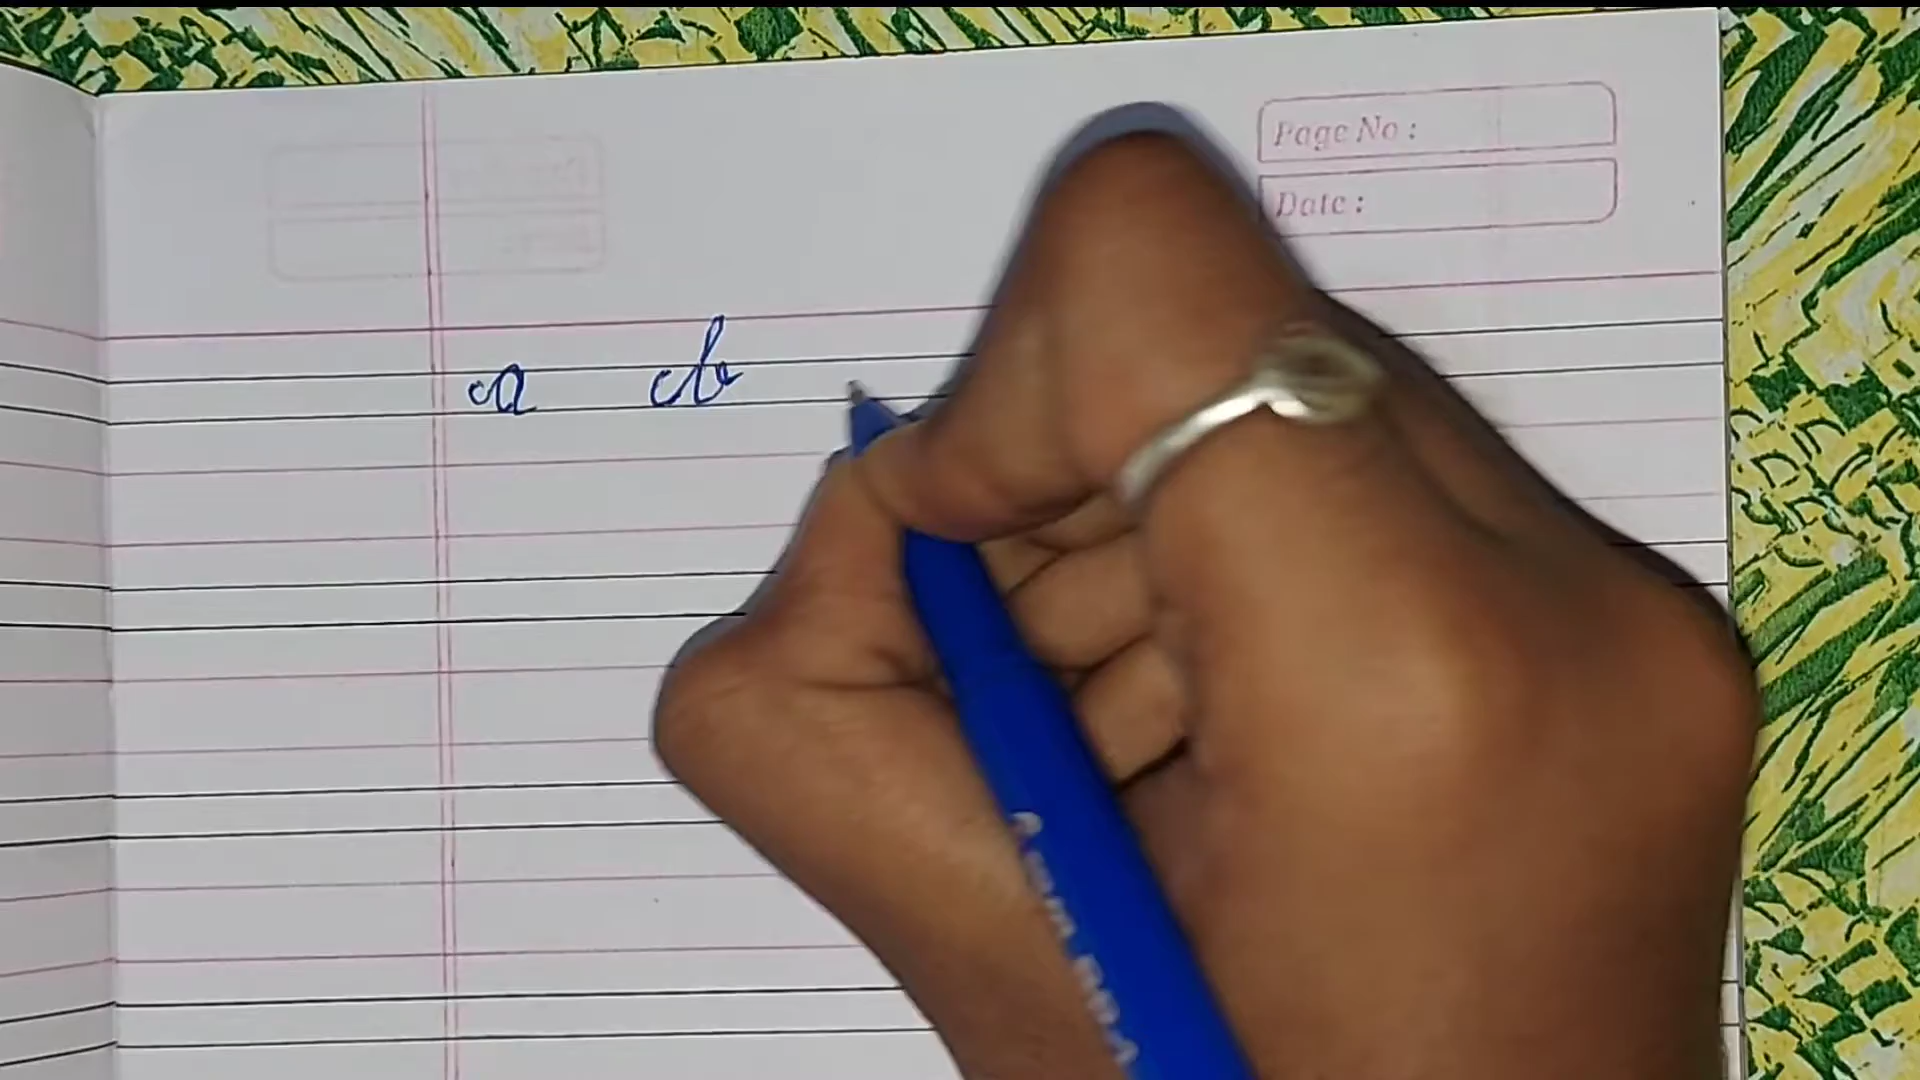 Page No :
Date :
a b